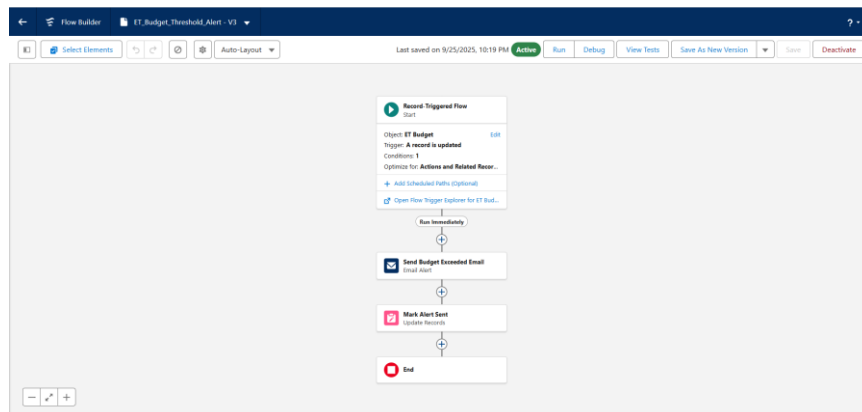 Flow Builder
ET_Budget_Threshold_Alert - V3
?
Select Elements
Auto-Layout
Last saved on 9/25/2025, 10:19 PM
Active
Run
Debug
View Tests
Save As New Version
Save
Deactivate
Record-Triggered Flow
Start
Object: ET Budget
Edit
Trigger: A record is updated
Conditions: 1
Optimize for: Actions and Related Recor...
+ Add Scheduled Paths (Optional)
Open Flow Trigger Explorer for ET Bud...
Run Immediately
Send Budget Exceeded Email
Email Alert
Mark Alert Sent
Update Records
End